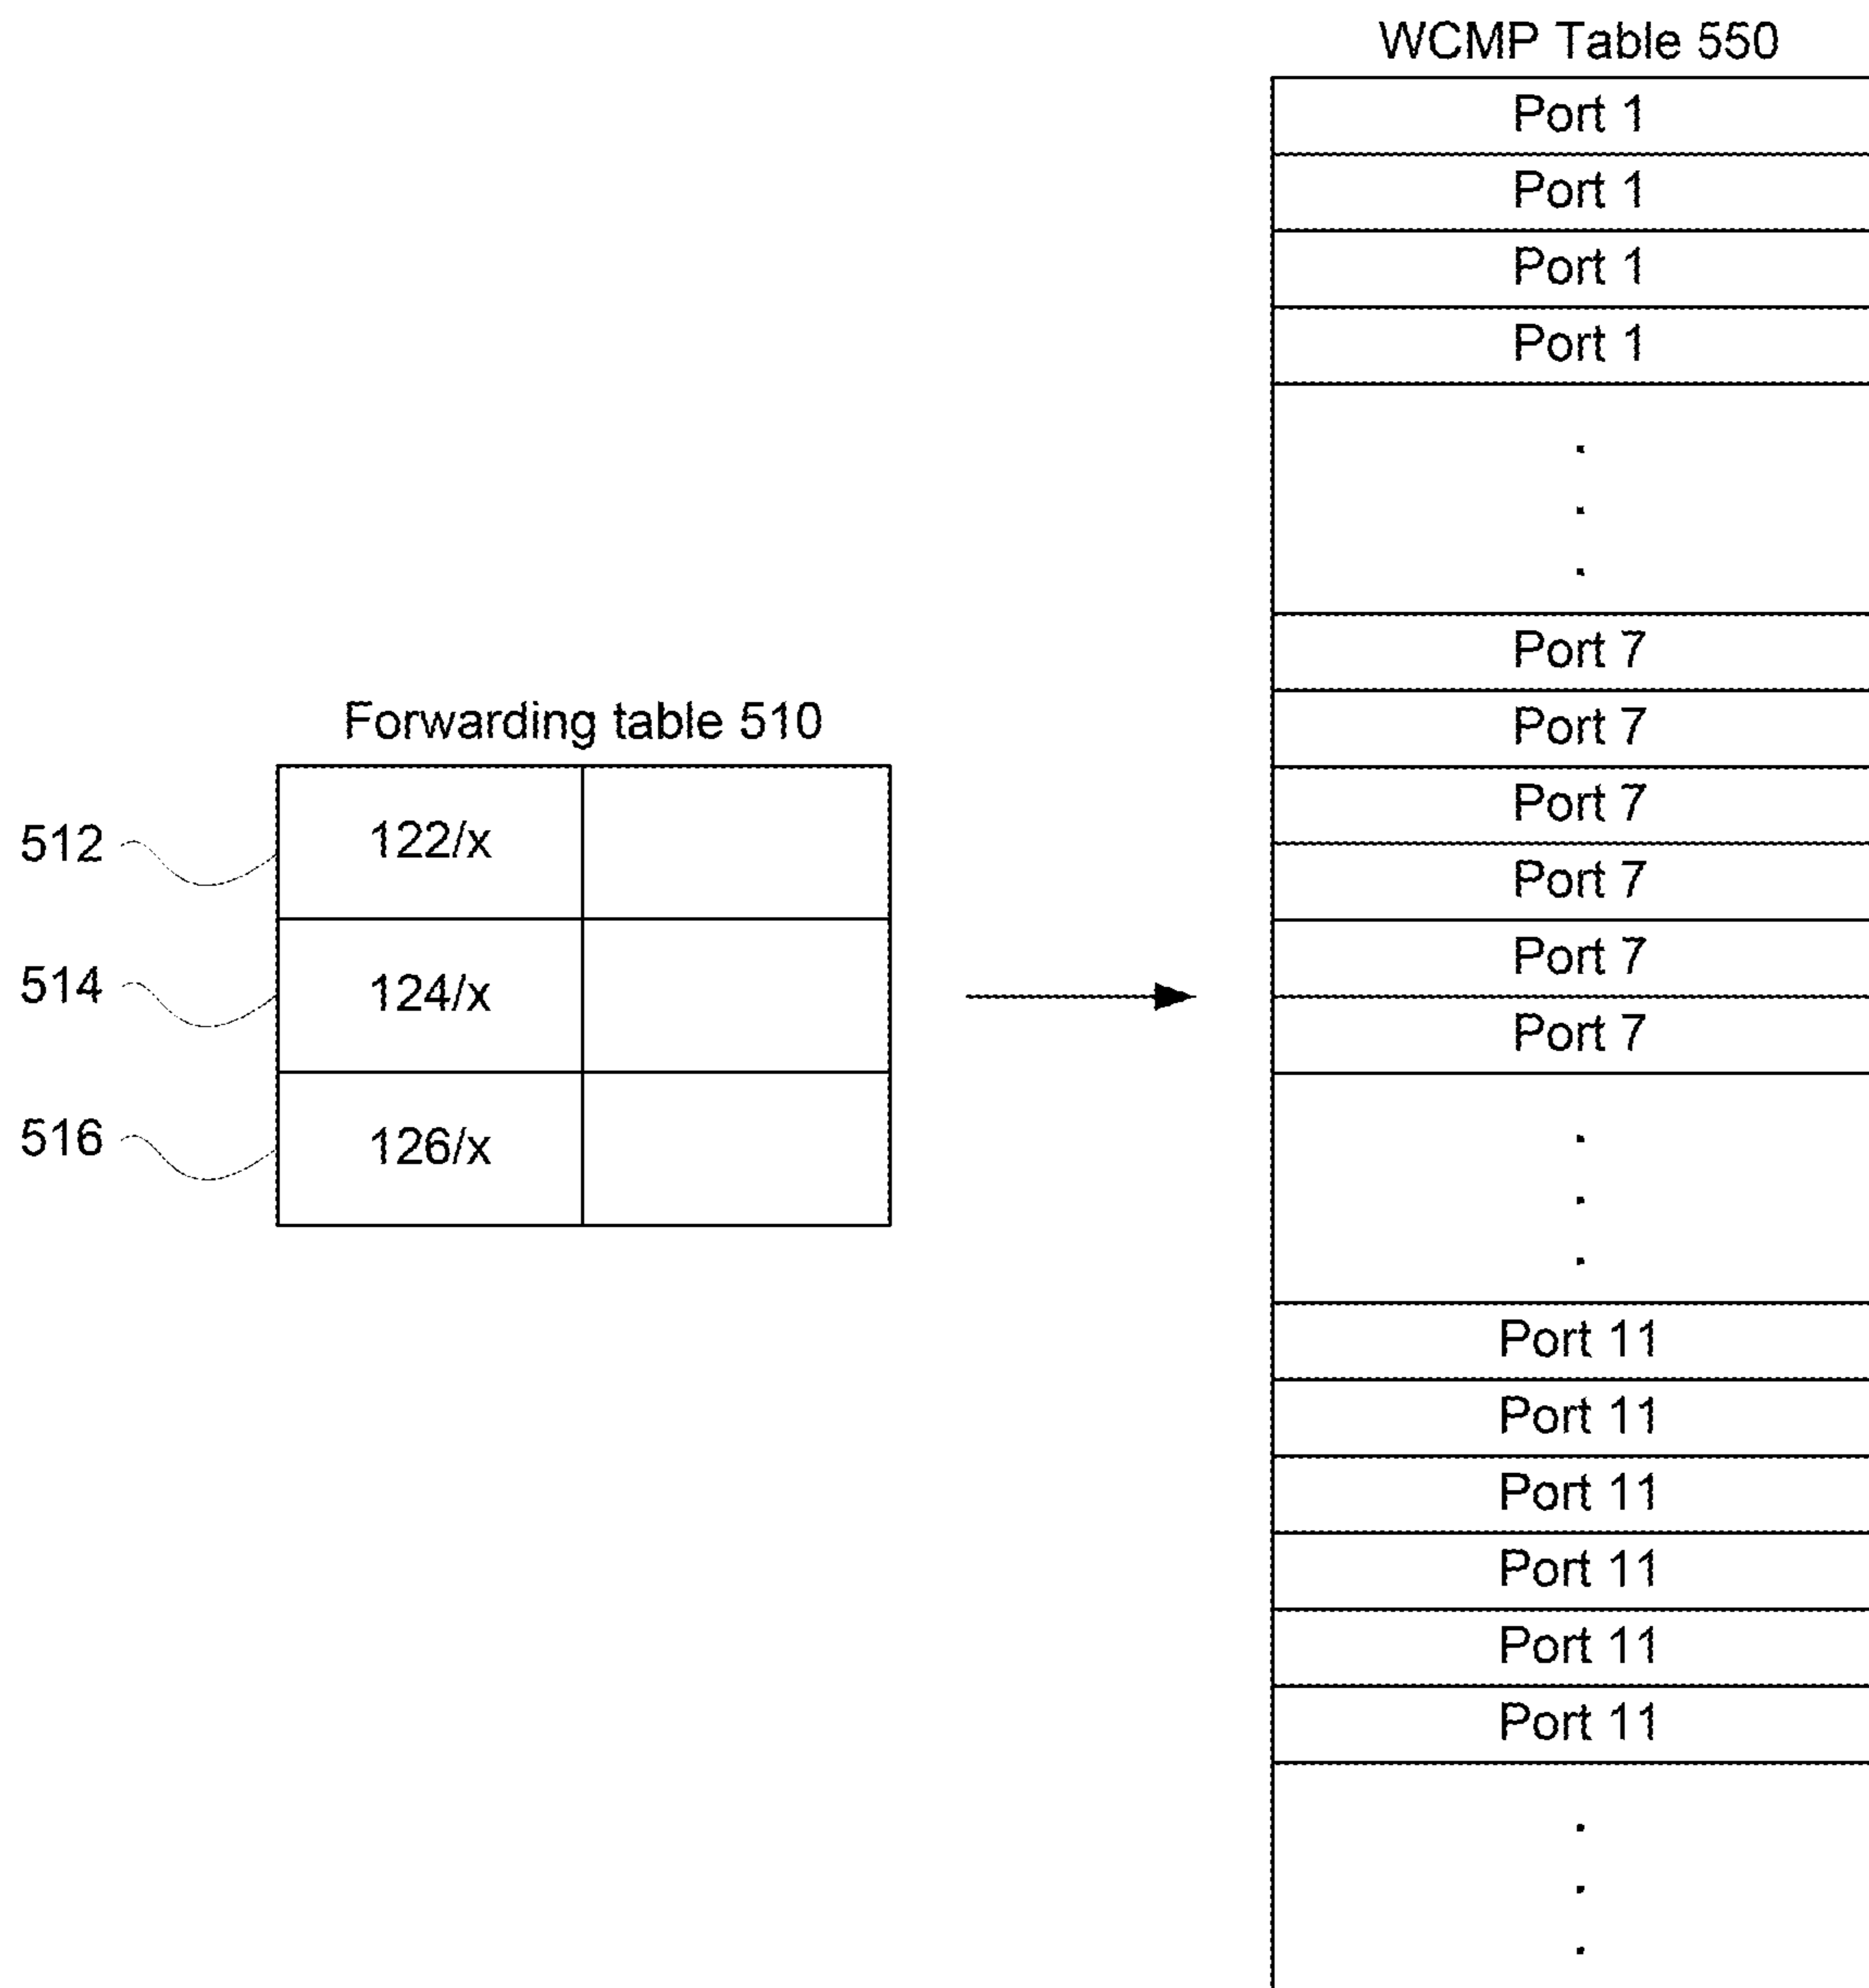 WCMP Table 550
Port 1
Port 1
Port 1
Port 1
.
.
.
Port 7
Port 7
Port 7
Port 7
Port 7
Port 7
.
.
.
Port 11
Port 11
Port 11
Port 11
Port 11
Port 11
.
.
.
Forwarding table 510
512 122/x
514 124/x
516 126/x